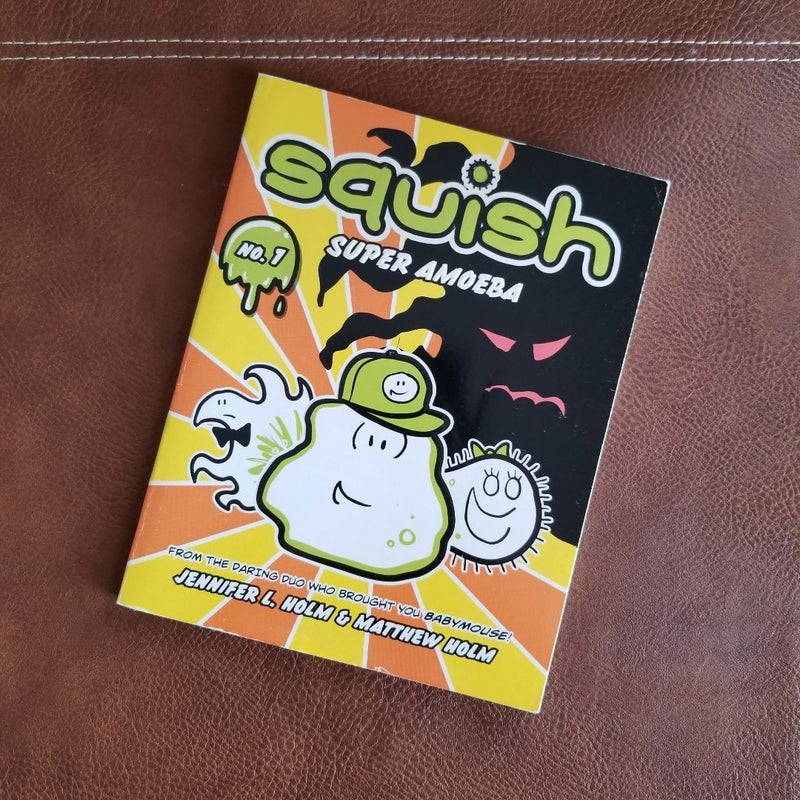 squish
NO. 1
SUPER AMOEBA
FROM THE DARING DUO WHO BROUGHT YOU BABYMOUSE!
JENNIFER L. HOLM & MATTHEW HOLM